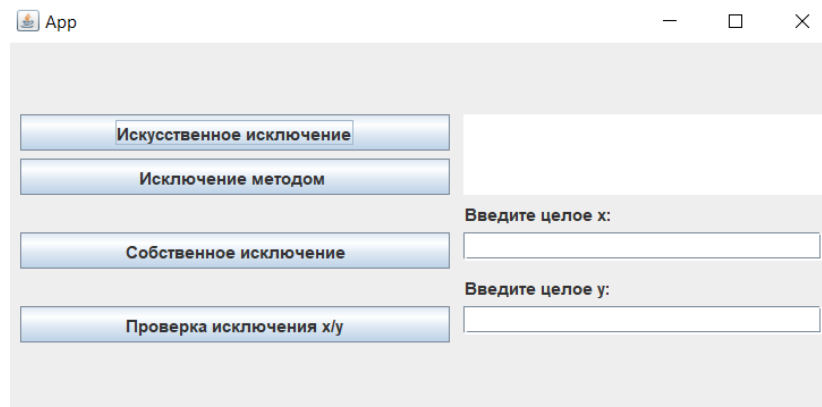 App
Искусственное исключение
Исключение методом
Введите целое x:
Собственное исключение
Введите целое y:
Проверка исключения x/y